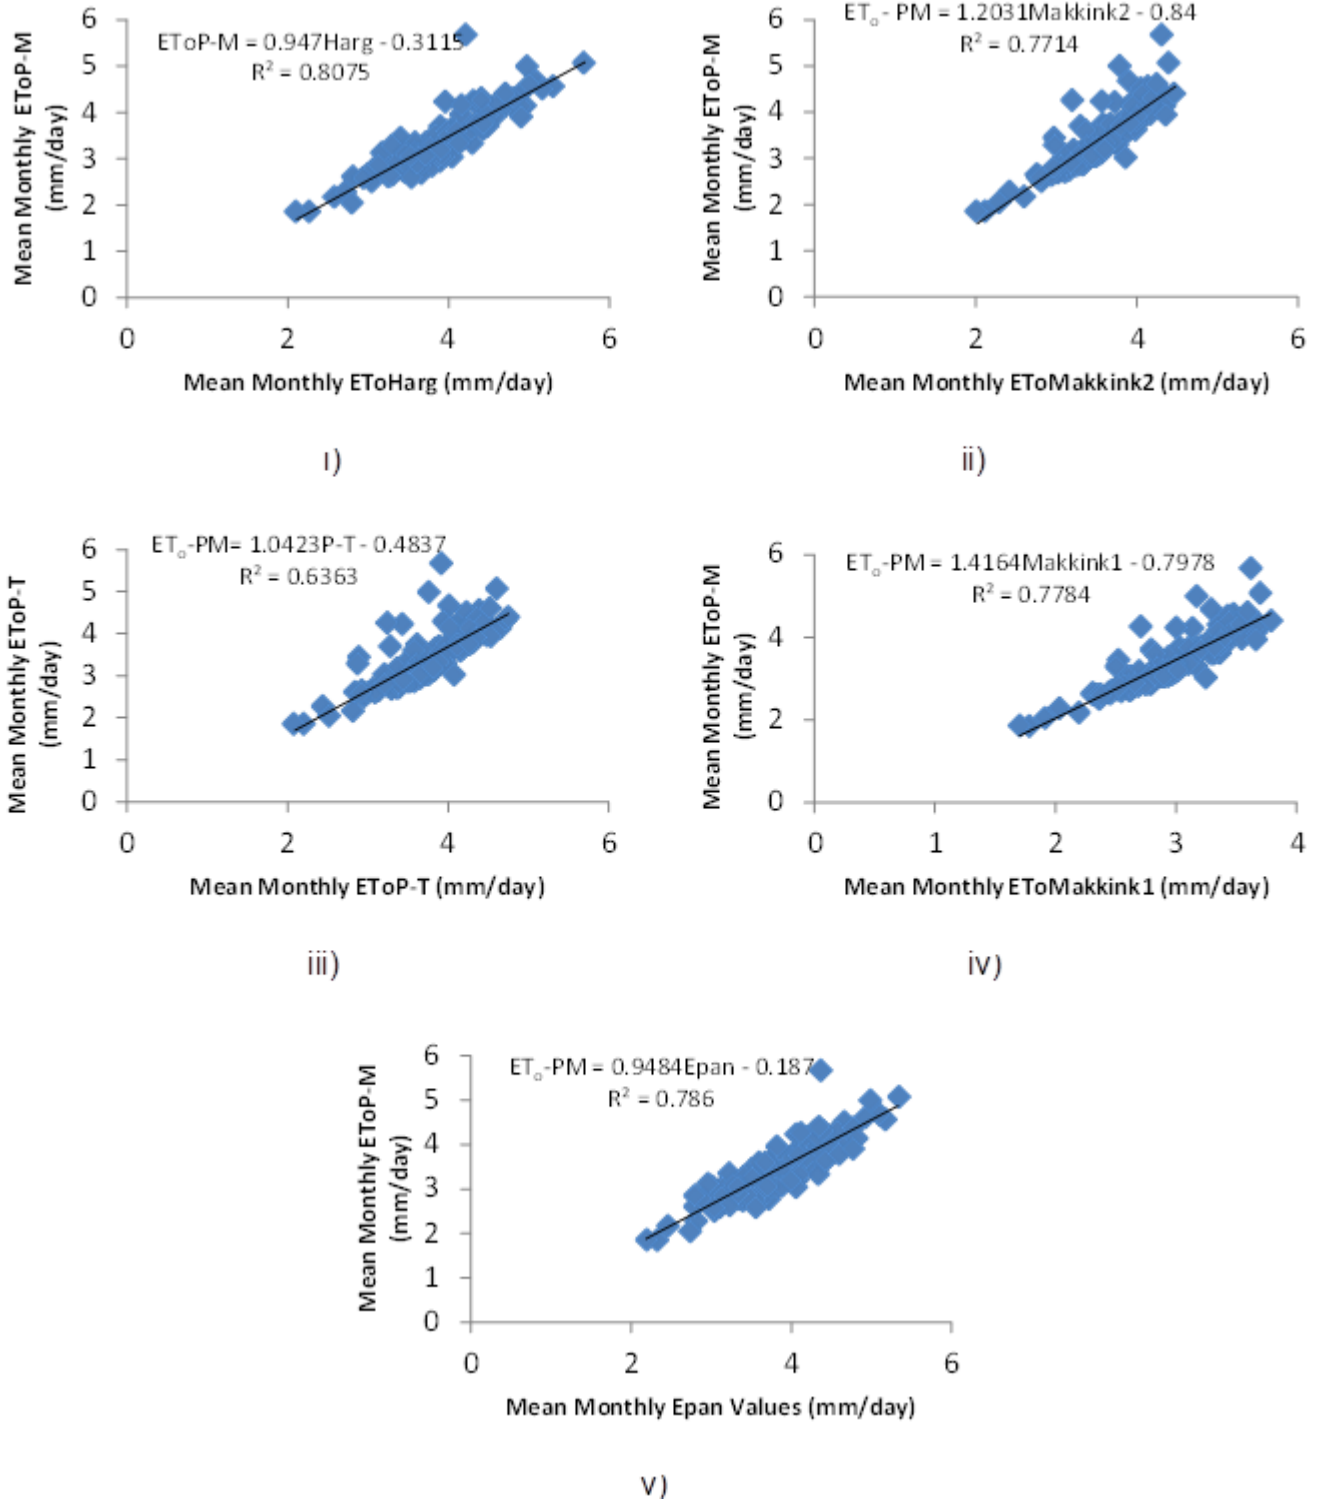 EToP-M = 0.947Harg - 0.3115
R² = 0.8075
Mean Monthly EToP-M
(mm/day)
6
5
4
3
2
1
0
0 2 4 6
Mean Monthly EToHarg (mm/day)
i)
ETo - PM = 1.2031Makkink2 - 0.84
R² = 0.7714
Mean Monthly EToP-M
(mm/day)
6
5
4
3
2
1
0
0 2 4 6
Mean Monthly EToMakkink2 (mm/day)
ii)
ETo-PM= 1.0423P-T - 0.4837
R² = 0.6363
Mean Monthly EToP-T
(mm/day)
6
5
4
3
2
1
0
0 2 4 6
Mean Monthly EToP-T (mm/day)
iii)
ETo-PM = 1.4164Makkink1 - 0.7978
R² = 0.7784
Mean Monthly EToP-M
(mm/day)
6
4
2
0
0 1 2 3 4
Mean Monthly EToMakkink1 (mm/day)
iv)
ETo-PM = 0.9484Epan - 0.187
R² = 0.786
Mean Monthly EToP-M
(mm/day)
6
5
4
3
2
1
0
0 2 4 6
Mean Monthly Epan Values (mm/day)
v)